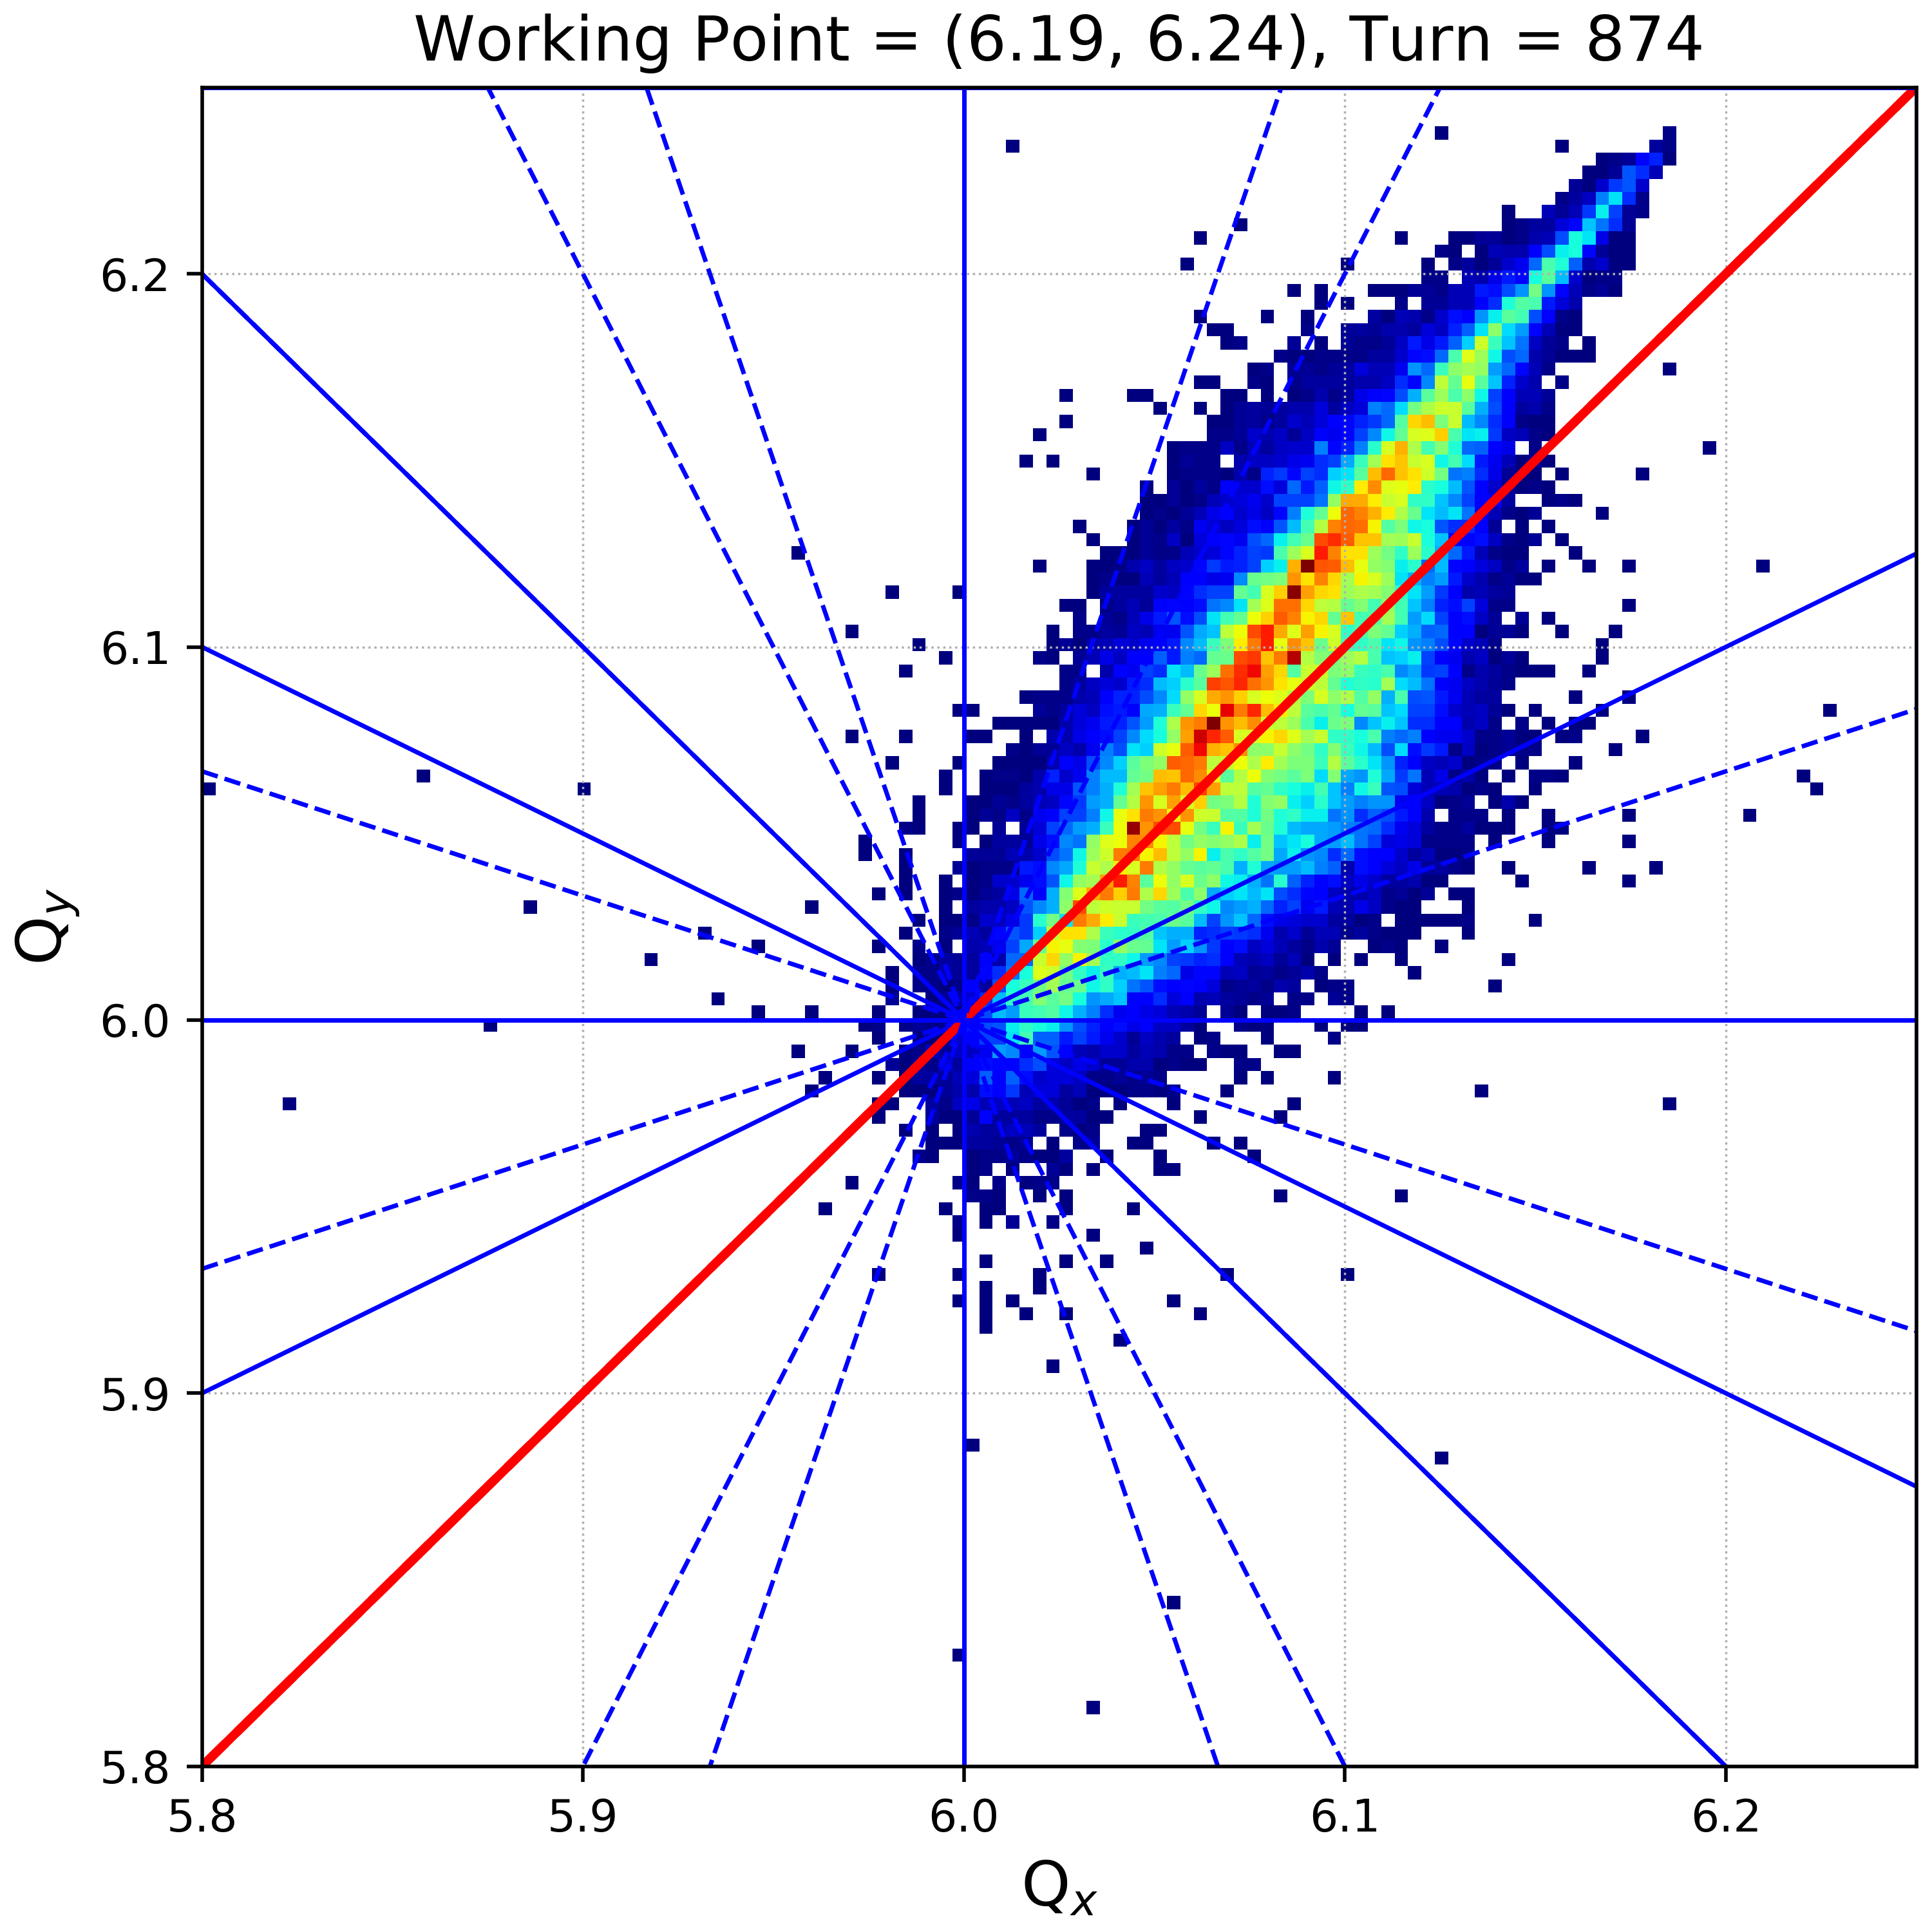 Working Point = (6.19, 6.24), Turn = 874
6.2
6.1
6.0
5.9
5.8
Qy
5.8 5.9 6.0 6.1 6.2
Qx